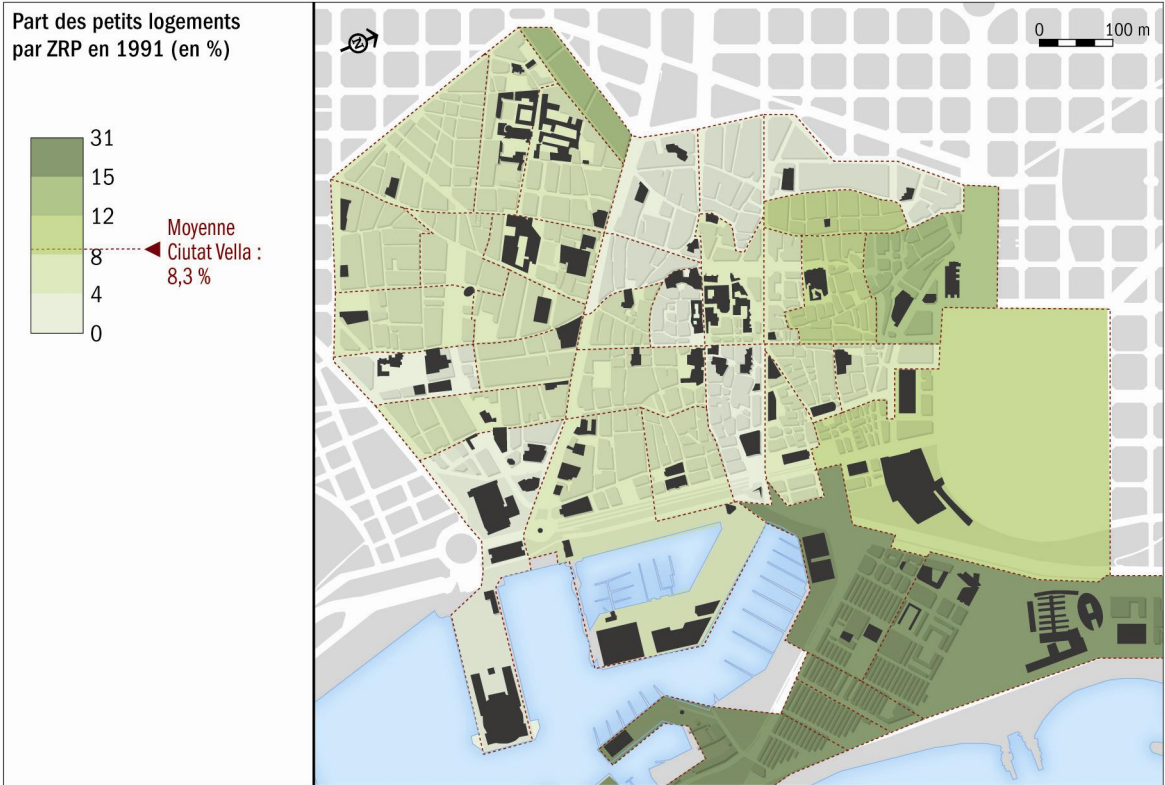 Part des petits logements
par ZRP en 1991 (en %)
31
15
12
8
4
0
Moyenne
Ciutat Vella :
8,3 %
N
0 100 m